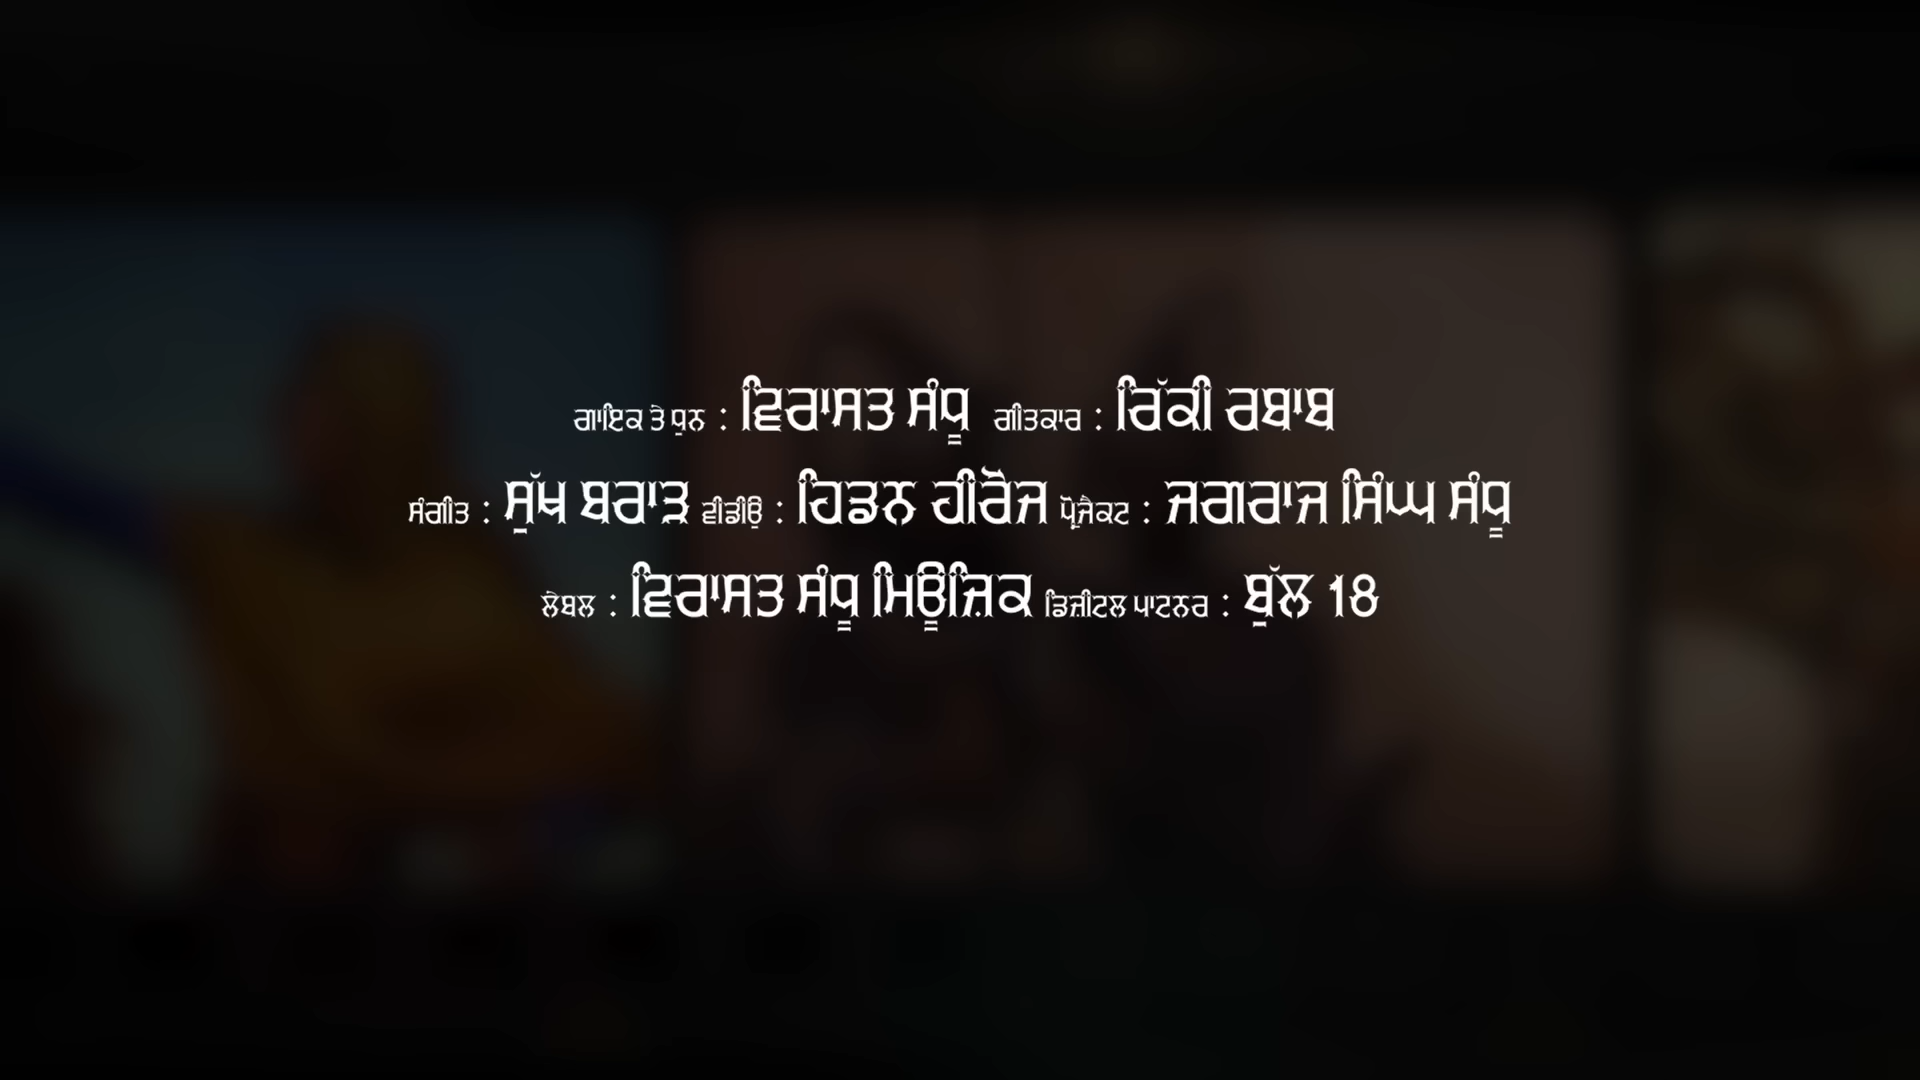 ਗਾਇਕ ਤੇ ਧੁਨ : ਵਿਰਾਸਤ ਸੰਧੂ ਗੀਤਕਾਰ : ਰਿੱਕੀ ਰਬਾਬ
ਸੰਗੀਤ : ਸੁੱਖ ਬਰਾੜ ਵੀਡੀਓੁ : ਹਿਡਨ ਹੀਰੋਜ ਪ੍ਰੋਜੈਕਟ : ਜਗਰਾਜ ਸਿੰਘ ਸੰਧੂ
ਲੇਬਲ : ਵਿਰਾਸਤ ਸੰਧੂ ਮਿਊਜ਼ਿਕ ਡਿਜ਼ੀਟਲ ਪਾਟਨਰ : ਬੁੱਲ 18